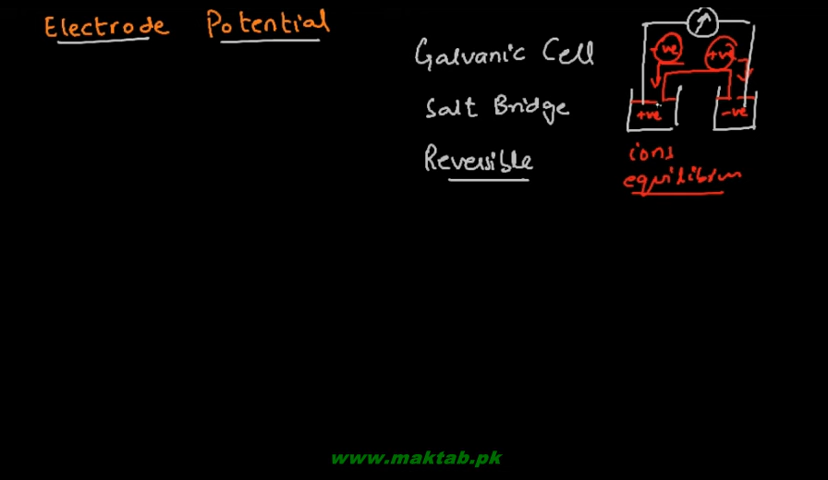 Electrode Potential
Galvanic Cell
Salt Bridge
Reversible
-ve +ve
+ve -ve
ions
equilibrium
www.maktab.pk